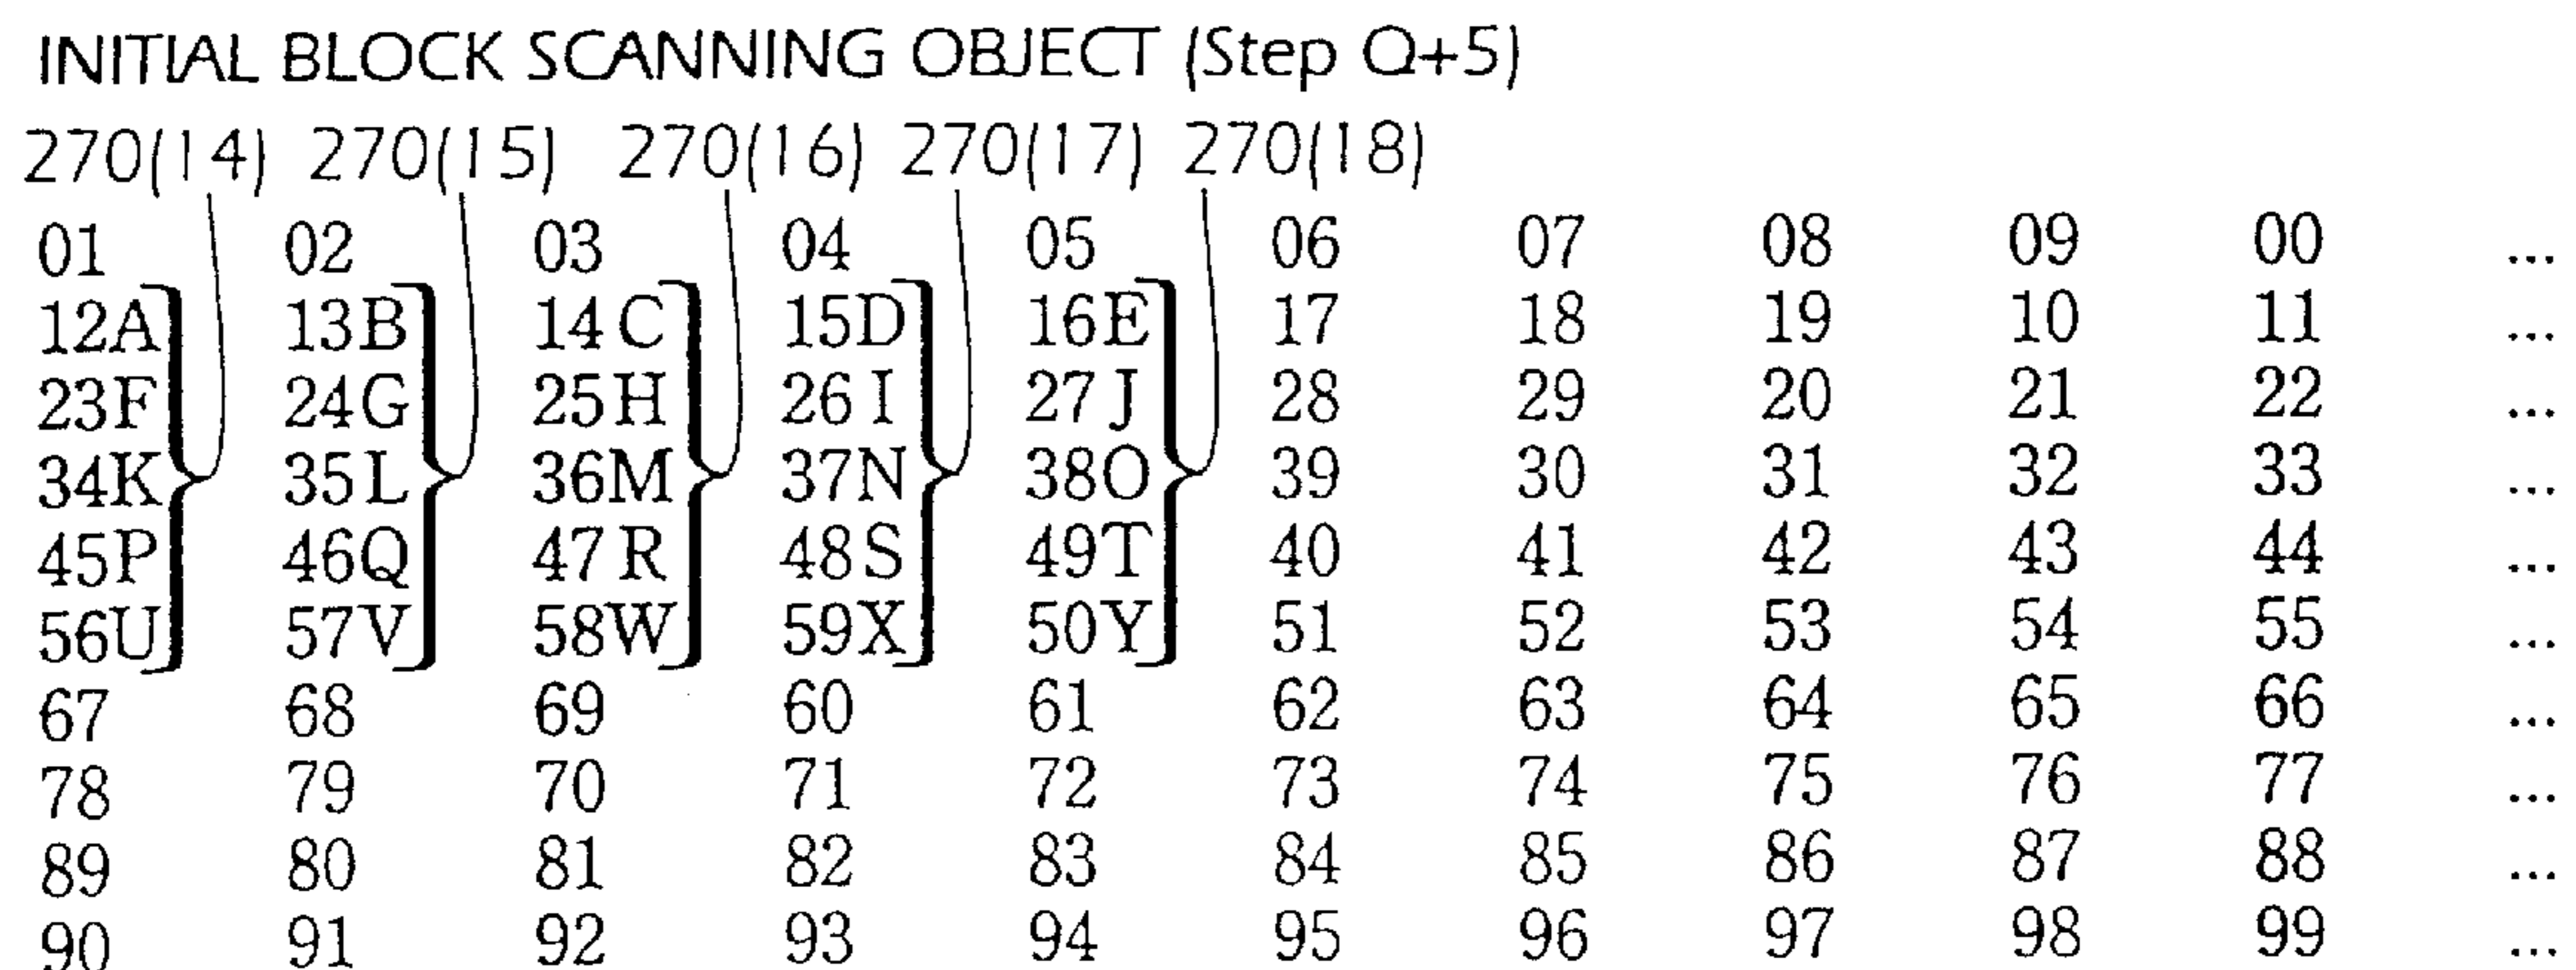 INITIAL BLOCK SCANNING OBJECT (Step Q+5)
270(14) 270(15) 270(16) 270(17) 270(18)
01 02 03 04 05 06 07 08 09 00 ...
12A 13B 14C 15D 16E 17 18 19 10 11 ...
23F 24G 25H 26I 27J 28 29 20 21 22 ...
34K 35L 36M 37N 38O 39 30 31 32 33 ...
45P 46Q 47R 48S 49T 40 41 42 43 44 ...
56U 57V 58W 59X 50Y 51 52 53 54 55 ...
67 68 69 60 61 62 63 64 65 66 ...
78 79 70 71 72 73 74 75 76 77 ...
89 80 81 82 83 84 85 86 87 88 ...
90 91 92 93 94 95 96 97 98 99 ...